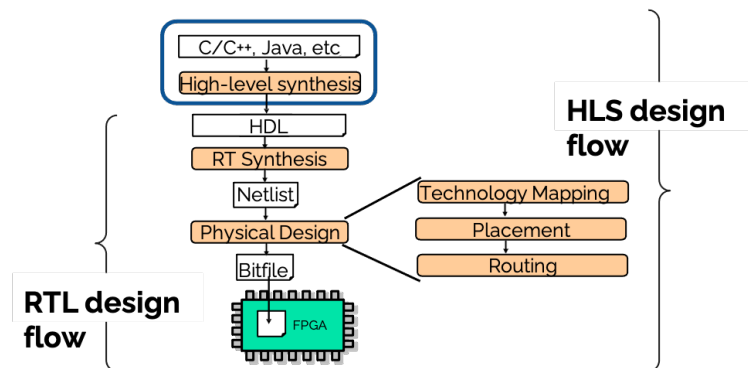 C/C++, Java, etc
High-level synthesis
HDL
RT Synthesis
Netlist
Physical Design
Bitfile
FPGA
Technology Mapping
Placement
Routing
HLS design
flow
RTL design
flow